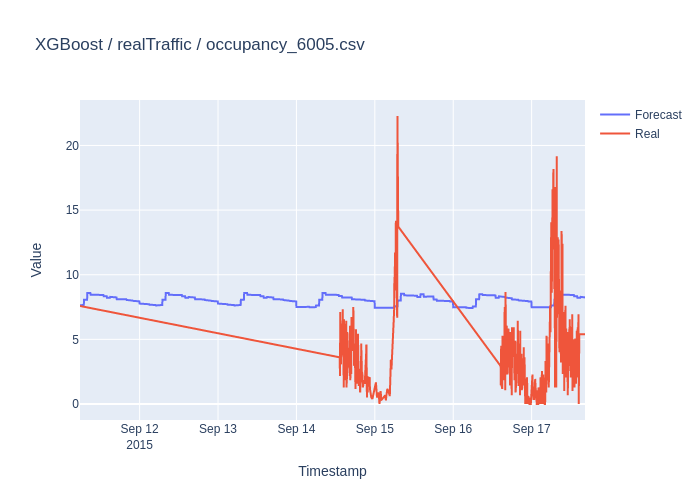 XGBoost / realTraffic / occupancy_6005.csv
Forecast
Real
Value
20
15
10
5
0
Sep 12
2015
Sep 13
Sep 14
Sep 15
Sep 16
Sep 17
Timestamp